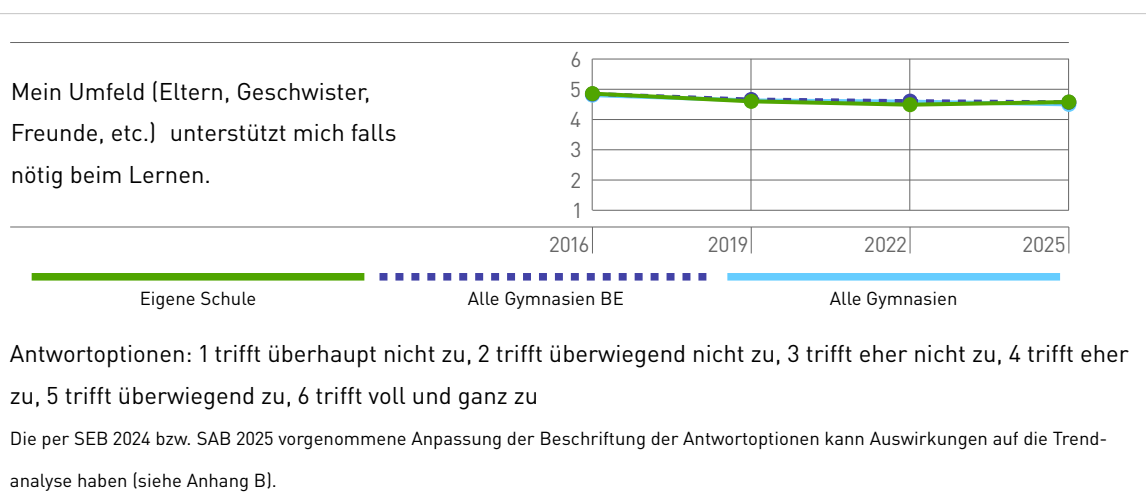 Mein Umfeld (Eltern, Geschwister,
Freunde, etc.) unterstützt mich falls
nötig beim Lernen.
6
5
4
3
2
1
2016 2019 2022 2025
Eigene Schule Alle Gymnasien BE Alle Gymnasien
Antwortoptionen: 1 trifft überhaupt nicht zu, 2 trifft überwiegend nicht zu, 3 trifft eher nicht zu, 4 trifft eher
zu, 5 trifft überwiegend zu, 6 trifft voll und ganz zu
Die per SEB 2024 bzw. SAB 2025 vorgenommene Anpassung der Beschriftung der Antwortoptionen kann Auswirkungen auf die Trend-
analyse haben (siehe Anhang B).